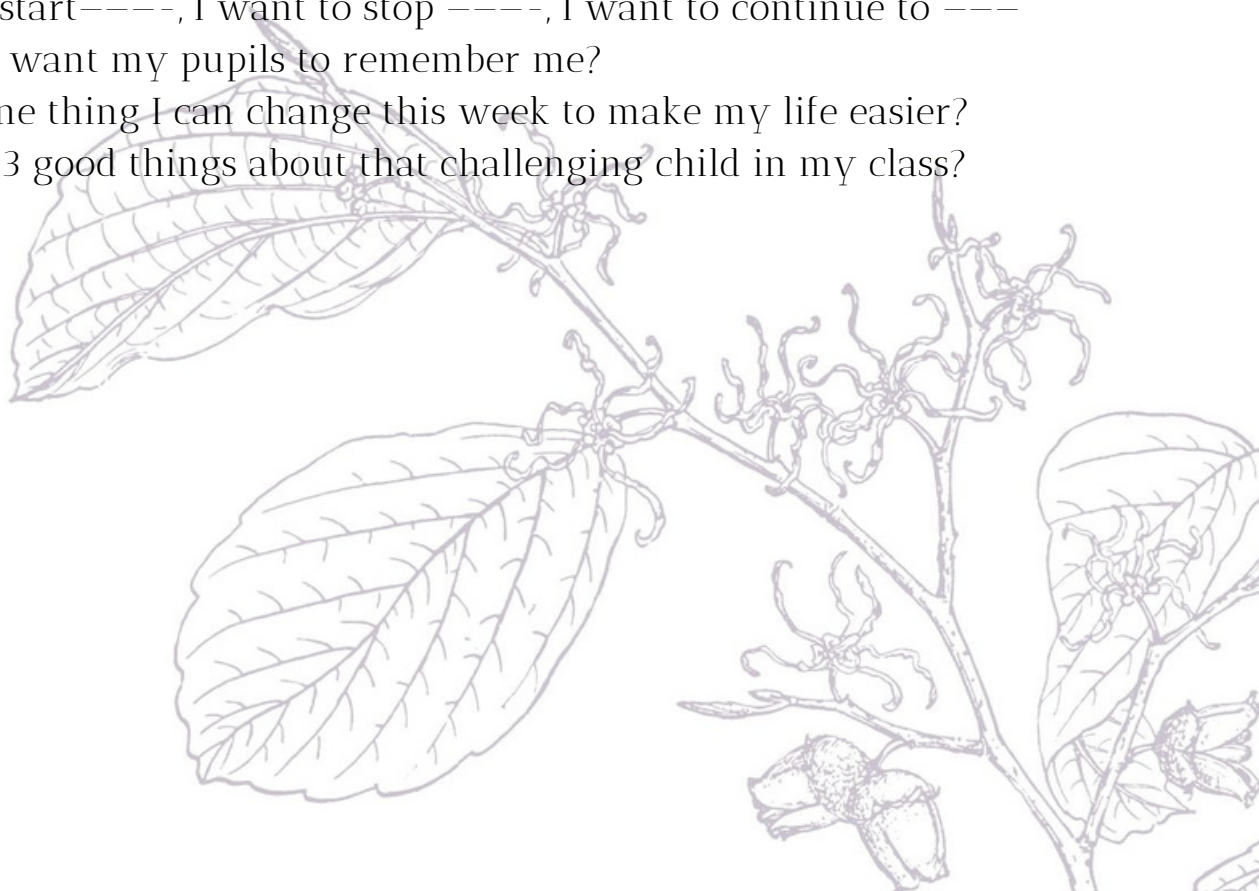 start————-, I want to stop ————-, I want to continue to ———
want my pupils to remember me?
thing I can change this week to make my life easier?
3 good things about that challenging child in my class?